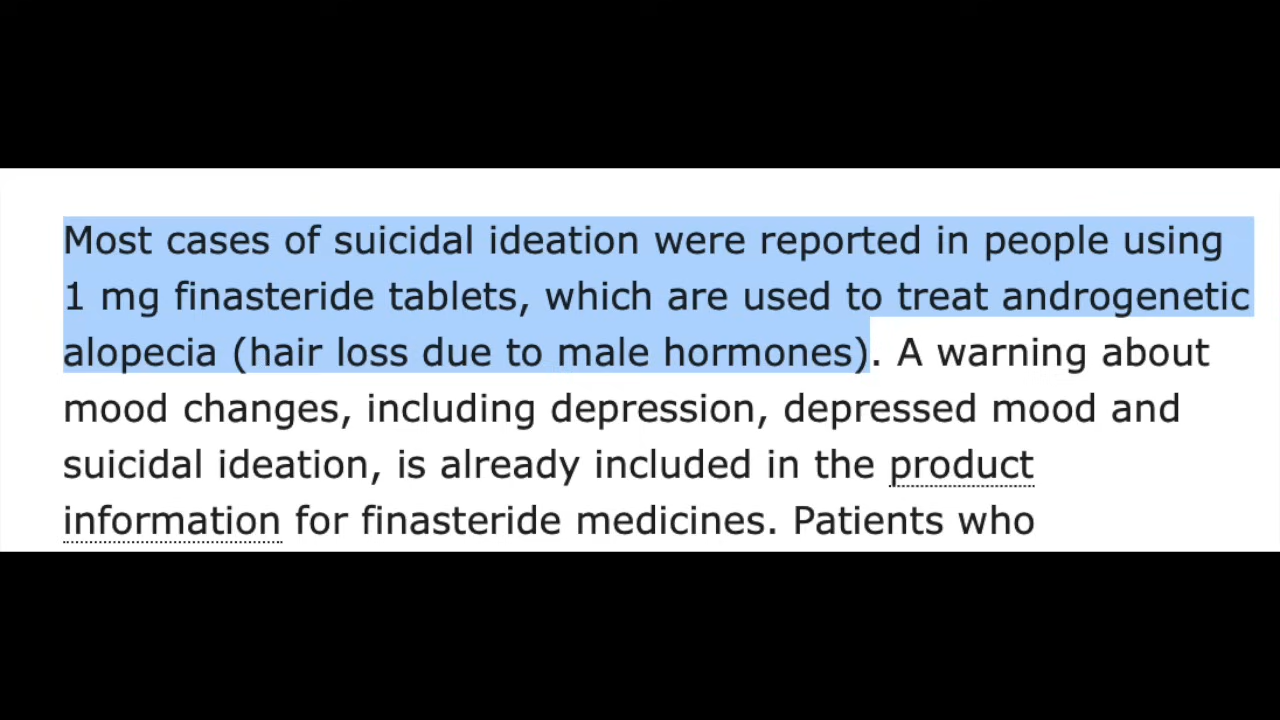 Most cases of suicidal ideation were reported in people using
1 mg finasteride tablets, which are used to treat androgenetic
alopecia (hair loss due to male hormones). A warning about
mood changes, including depression, depressed mood and
suicidal ideation, is already included in the product
information for finasteride medicines. Patients who